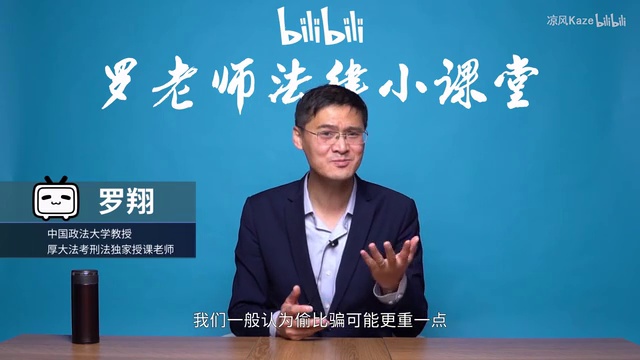 凉风Kaze bilibili
bilibili
罗老师法律小课堂
罗翔
中国政法大学教授
厚大法考刑法独家授课老师
我们一般认为偷比骗可能更重一点